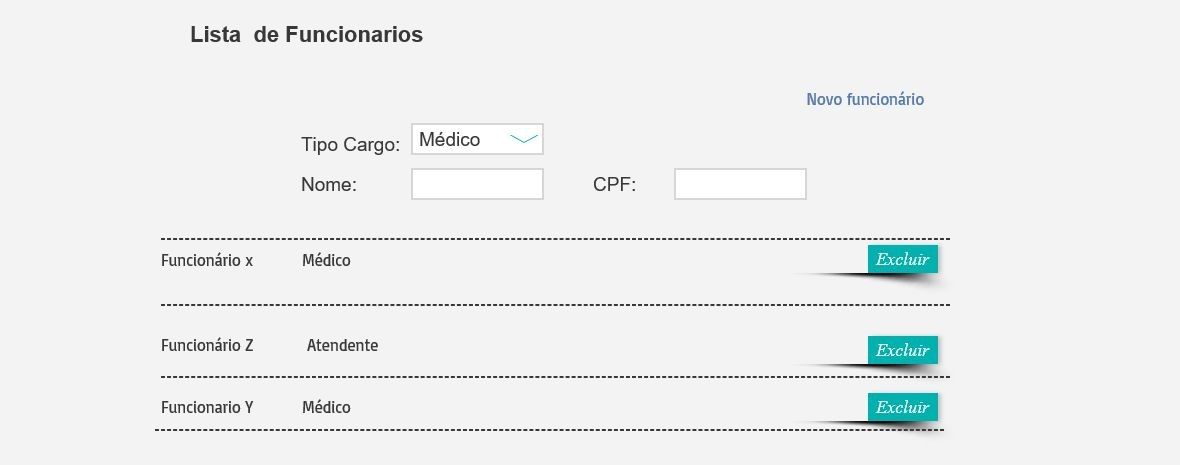 Lista de Funcionarios
Novo funcionário
Tipo Cargo: Médico
Nome: CPF:
Funcionário x Médico Excluir
Funcionário Z Atendente Excluir
Funcionario Y Médico Excluir